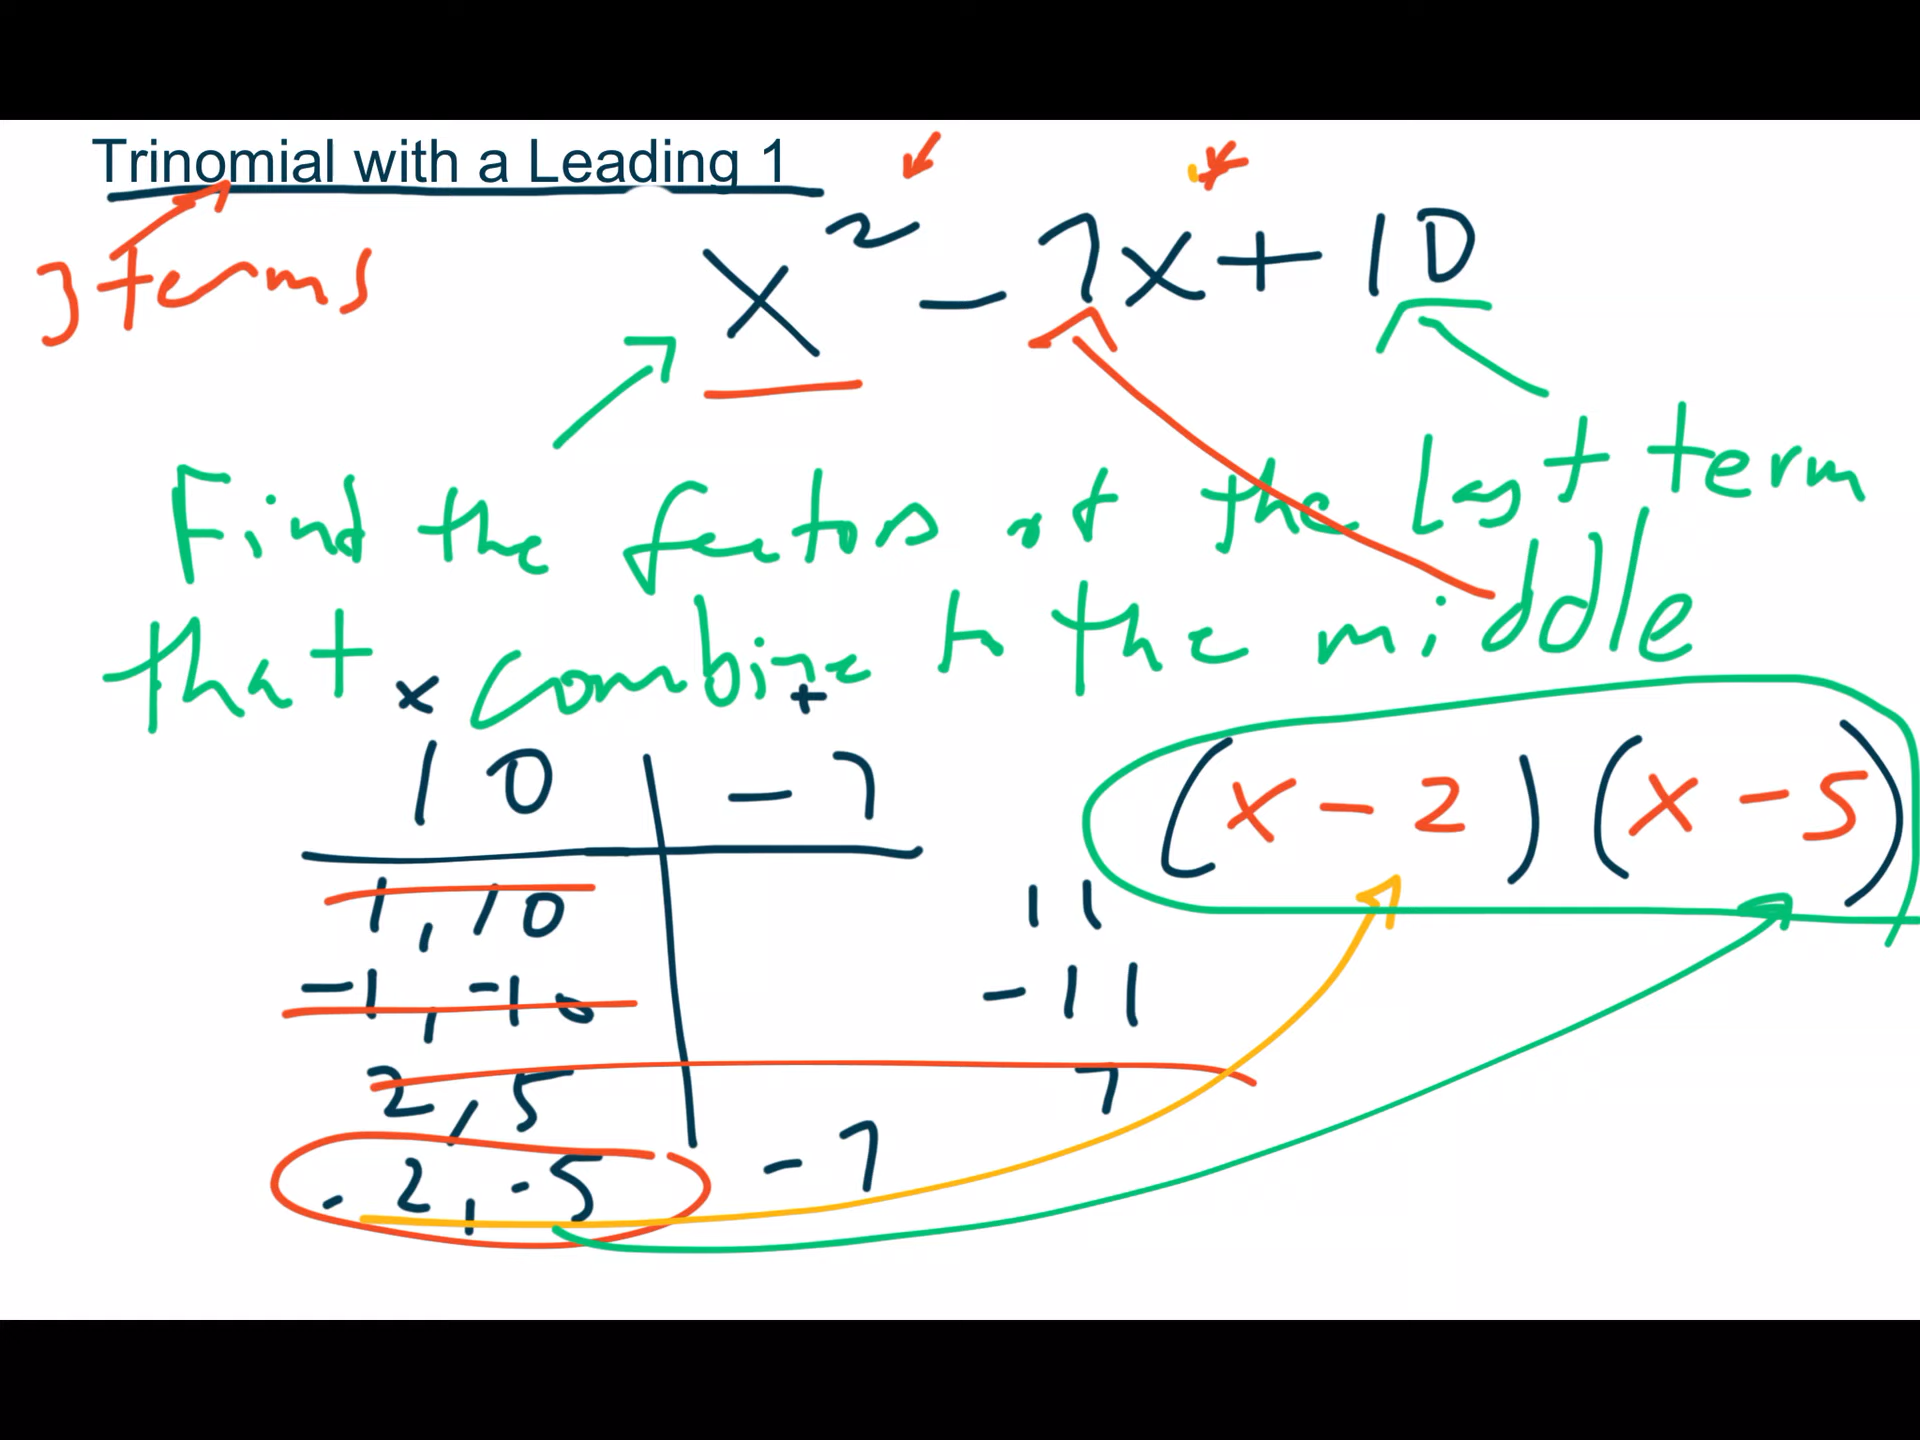 Trinomial with a Leading 1
3 terms
x² - 7x + 10
Find the factors of the last term
that combine to the middle
× +
10 -7
(x - 2)(x - 5)
1, 10 11
-1, -10 -11
2, 5 7
-2, -5 -7